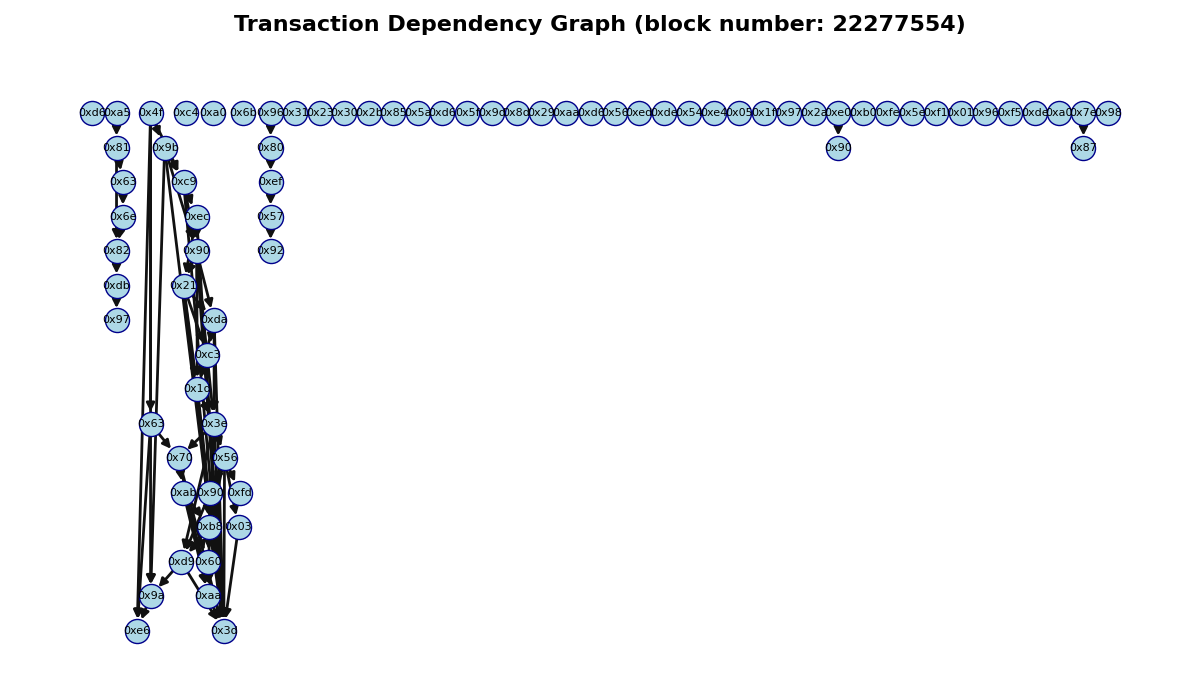 Transaction Dependency Graph (block number: 22277554)
0xd6 0xa5 0x4f 0xc4 0xa0 0x6b 0x96 0x31 0x23 0x30 0x2b 0x85 0x5a 0xd6 0x5f 0x9d 0x8d 0x29 0xaa 0xd6 0x56 0xed 0xde 0x54 0xe4 0x05 0x1f 0x97 0x2a 0xe0 0xb0 0xfe 0x5e 0xf1 0x01 0x96 0xf5 0xde 0xa0 0x7e 0x98
0x81 0x9b 0x80 0x90 0x87
0x63 0xc9 0xef
0x6e 0xec 0x57
0x82 0x90 0x92
0xdb 0x21
0x97 0xda
0xc3
0x63 0x3e
0x70 0x56
0xab 0x90 0xfd
0xb8 0x03
0xd9 0x60
0x9a 0xaa
0xe6 0x3d